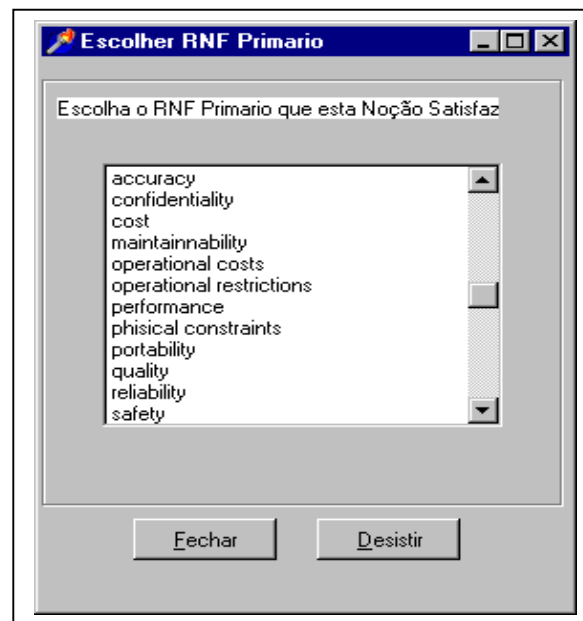 Escolher RNF Primario
Escolha o RNF Primario que esta Noção Satisfaz
accuracy
confidentiality
cost
maintainnability
operational costs
operational restrictions
performance
phisical constraints
portability
quality
reliability
safety
Fechar
Desistir